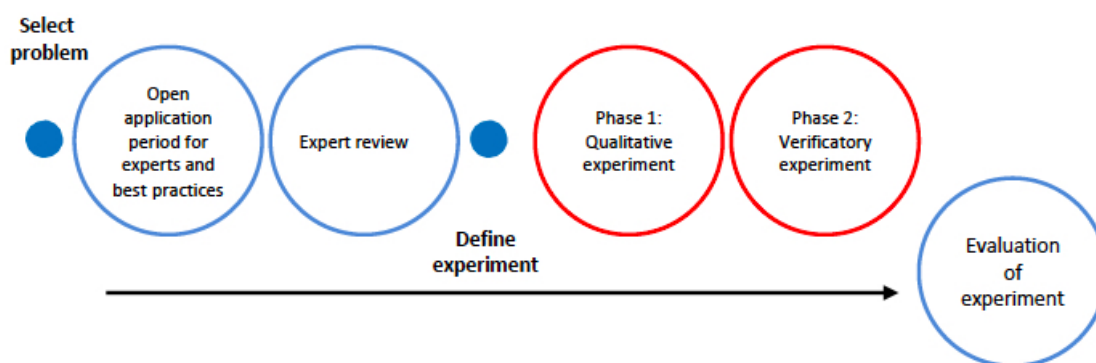 Select
problem
Open
application
period for
experts and
best practices
Expert review
Define
experiment
Phase 1:
Qualitative
experiment
Phase 2:
Verificatory
experiment
Evaluation
of
experiment